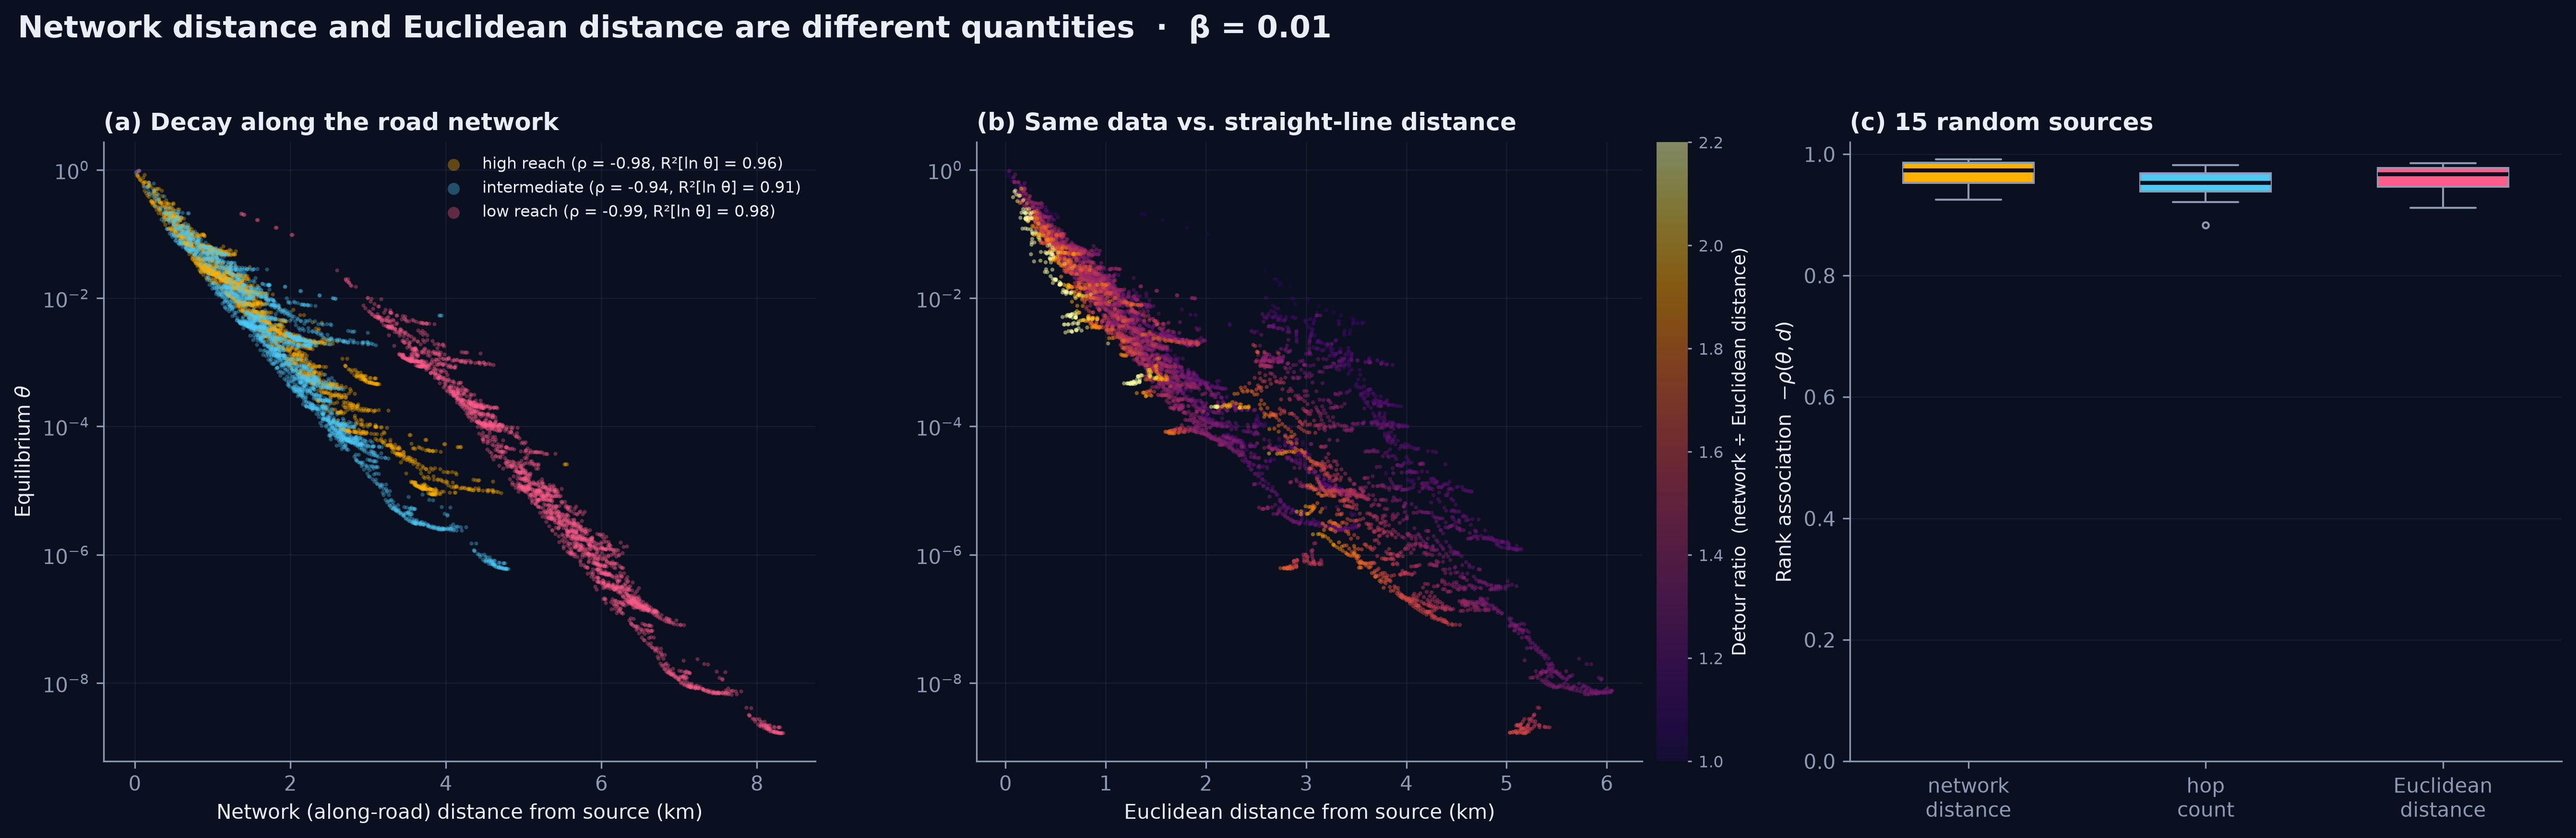 Network distance and Euclidean distance are different quantities · β = 0.01
(a) Decay along the road network
high reach (ρ = -0.98, R²[ln θ] = 0.96)
intermediate (ρ = -0.94, R²[ln θ] = 0.91)
low reach (ρ = -0.99, R²[ln θ] = 0.98)
Equilibrium θ
10⁰
10⁻²
10⁻⁴
10⁻⁶
10⁻⁸
0 2 4 6 8
Network (along-road) distance from source (km)
(b) Same data vs. straight-line distance
10⁰
10⁻²
10⁻⁴
10⁻⁶
10⁻⁸
0 1 2 3 4 5 6
Euclidean distance from source (km)
2.2
2.0
1.8
1.6
1.4
1.2
1.0
Detour ratio (network ÷ Euclidean distance)
(c) 15 random sources
Rank association −ρ(θ, d)
1.0
0.8
0.6
0.4
0.2
0.0
network
distance
hop
count
Euclidean
distance